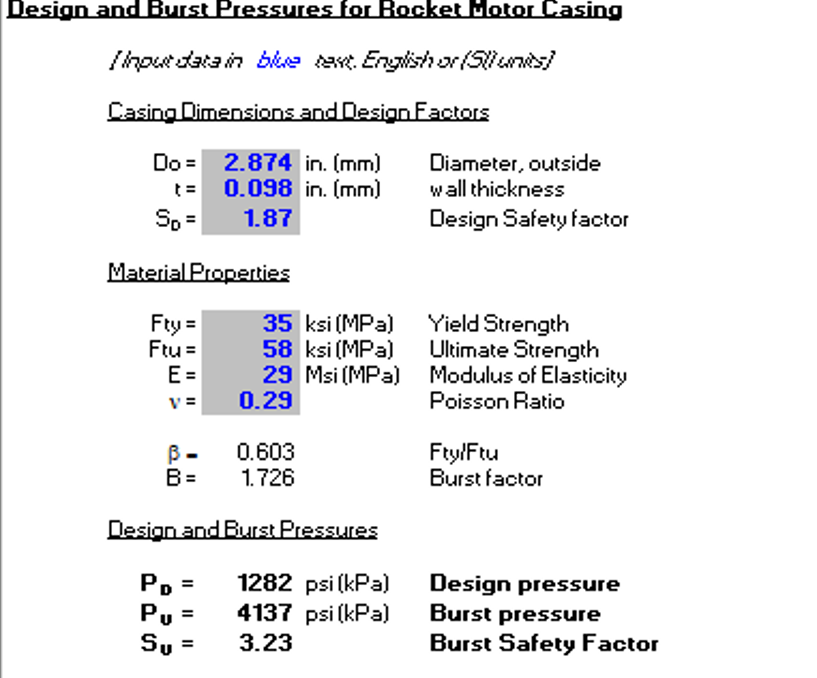 Design and Burst Pressures for Rocket Motor Casing
[Input data in blue text, English or (SI) units]
Casing Dimensions and Design Factors
Do = 2.874 in. (mm) Diameter, outside
t = 0.098 in. (mm) wall thickness
S_D = 1.87 Design Safety factor
Material Properties
Fty = 35 ksi (MPa) Yield Strength
Ftu = 58 ksi (MPa) Ultimate Strength
E = 29 Msi (MPa) Modulus of Elasticity
ν = 0.29 Poisson Ratio
β = 0.603 Fty/Ftu
B = 1.726 Burst factor
Design and Burst Pressures
P_D = 1282 psi (kPa) Design pressure
P_U = 4137 psi (kPa) Burst pressure
S_U = 3.23 Burst Safety Factor